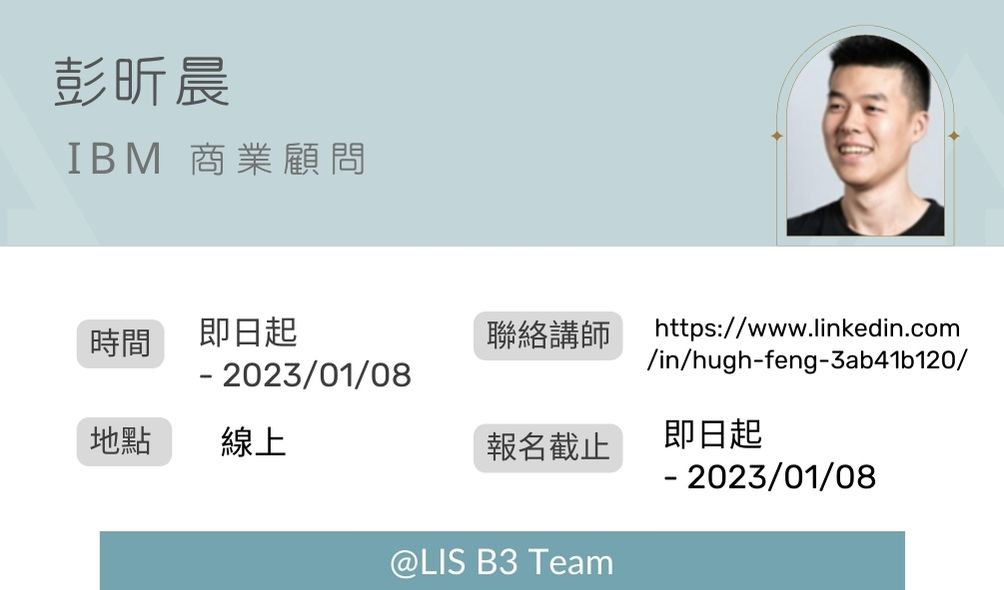 彭昕晨
IBM 商業顧問
時間
即日起
- 2023/01/08
聯絡講師
https://www.linkedin.com
/in/hugh-feng-3ab41b120/
地點
線上
報名截止
即日起
- 2023/01/08
@LIS B3 Team